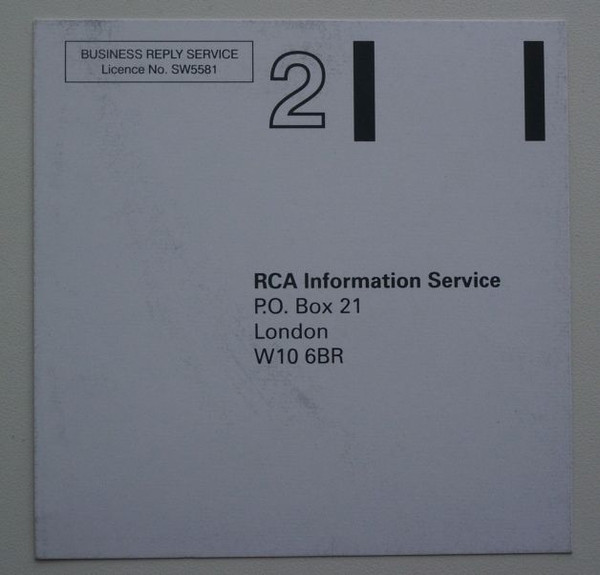 BUSINESS REPLY SERVICE
Licence No. SW5581
2
RCA Information Service
P.O. Box 21
London
W10 6BR